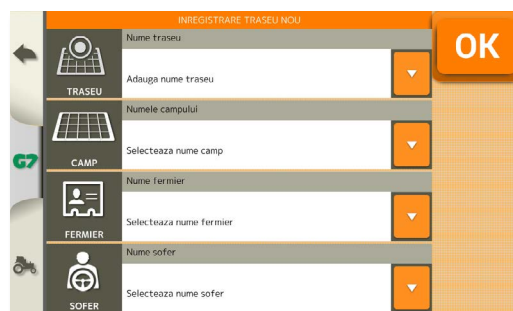 INREGISTRARE TRASEU NOU
OK
Nume traseu
Adauga nume traseu
TRASEU
Numele campului
Selecteaza nume camp
CAMP
G7
Nume fermier
Selecteaza nume fermier
FERMIER
Nume sofer
Selecteaza nume sofer
SOFER